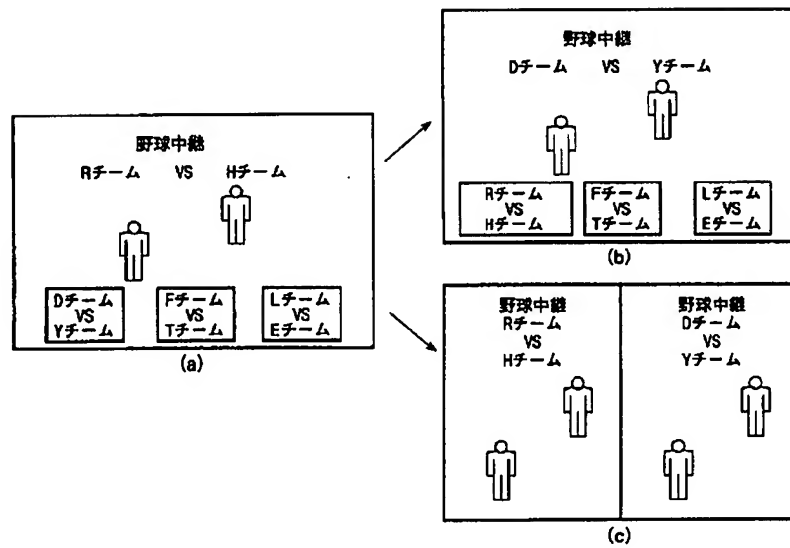 野球中継
Rチーム VS Hチーム
Dチーム
VS
Yチーム
Fチーム
VS
Tチーム
Lチーム
VS
Eチーム
(a)
野球中継
Dチーム VS Yチーム
Rチーム
VS
Hチーム
Fチーム
VS
Tチーム
Lチーム
VS
Eチーム
(b)
野球中継
Rチーム
VS
Hチーム
野球中継
Dチーム
VS
Yチーム
(c)